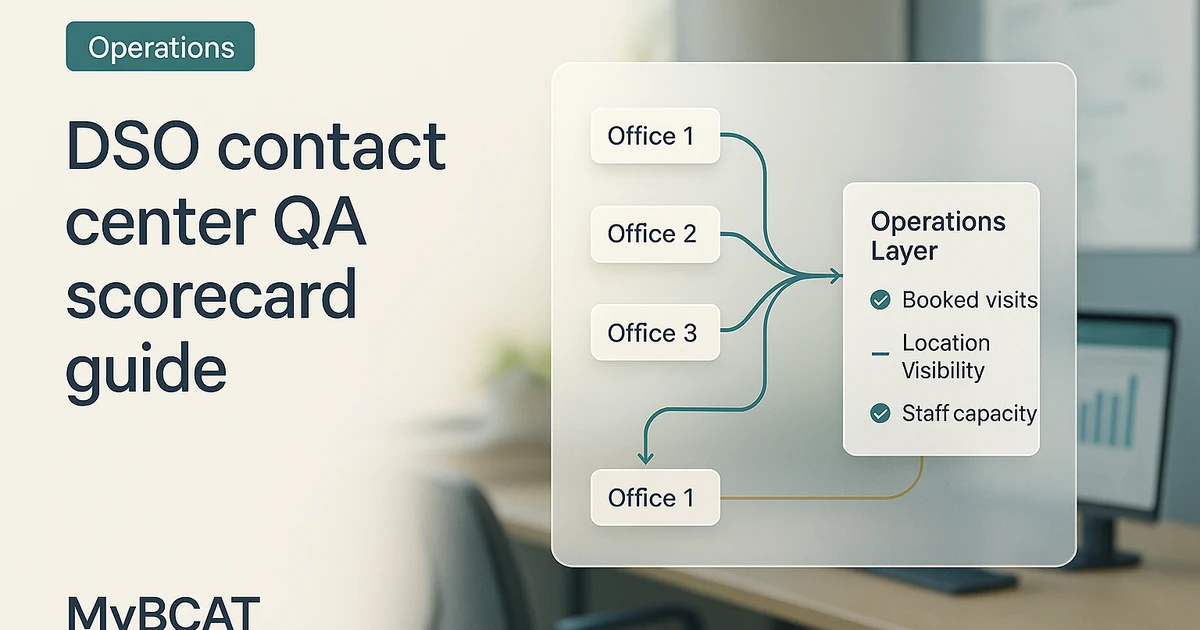 Operations
DSO contact
center QA
scorecard
guide
MyBCAT
Office 1
Office 2
Office 3
Office 1
Operations
Layer
Booked visits
Location
Visibility
Staff capacity